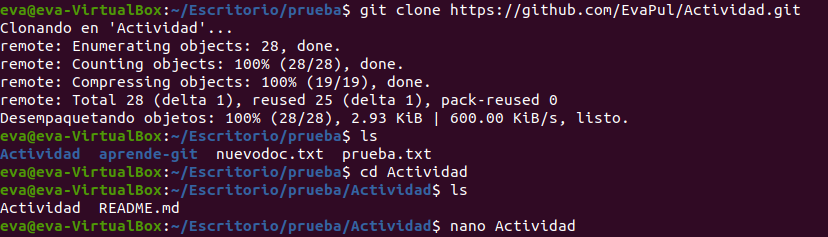 eva@eva-VirtualBox:~/Escritorio/prueba$ git clone https://github.com/EvaPul/Actividad.git
Clonando en 'Actividad'...
remote: Enumerating objects: 28, done.
remote: Counting objects: 100% (28/28), done.
remote: Compressing objects: 100% (19/19), done.
remote: Total 28 (delta 1), reused 25 (delta 1), pack-reused 0
Desempaquetando objetos: 100% (28/28), 2.93 KiB | 600.00 KiB/s, listo.
eva@eva-VirtualBox:~/Escritorio/prueba$ ls
Actividad  aprende-git  nuevodoc.txt  prueba.txt
eva@eva-VirtualBox:~/Escritorio/prueba$ cd Actividad
eva@eva-VirtualBox:~/Escritorio/prueba/Actividad$ ls
Actividad  README.md
eva@eva-VirtualBox:~/Escritorio/prueba/Actividad$ nano Actividad